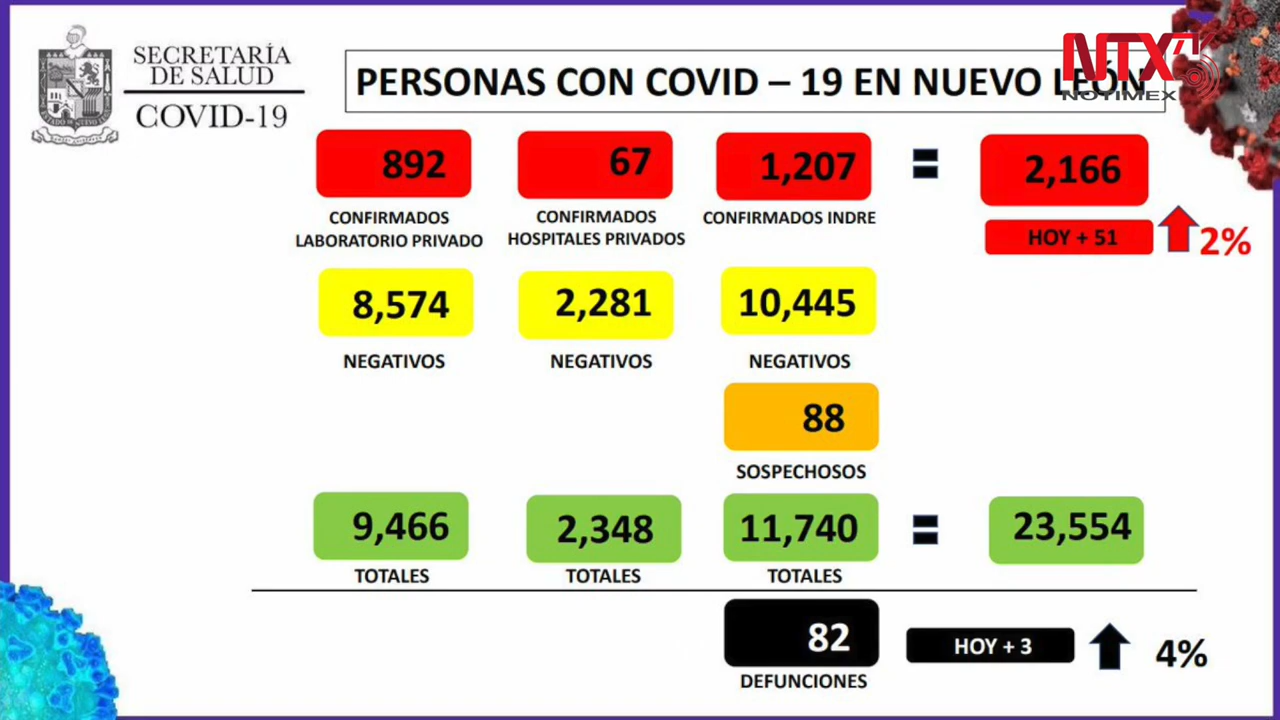 SECRETARÍA
DE SALUD
COVID-19
PERSONAS CON COVID – 19 EN NUEVO LEÓN
NTX
NOTIMEX
892
67
1,207
=
2,166
CONFIRMADOS
LABORATORIO PRIVADO
CONFIRMADOS
HOSPITALES PRIVADOS
CONFIRMADOS INDRE
HOY + 51
2%
8,574
2,281
10,445
NEGATIVOS
NEGATIVOS
NEGATIVOS
88
SOSPECHOSOS
9,466
2,348
11,740
=
23,554
TOTALES
TOTALES
TOTALES
82
HOY + 3
4%
DEFUNCIONES